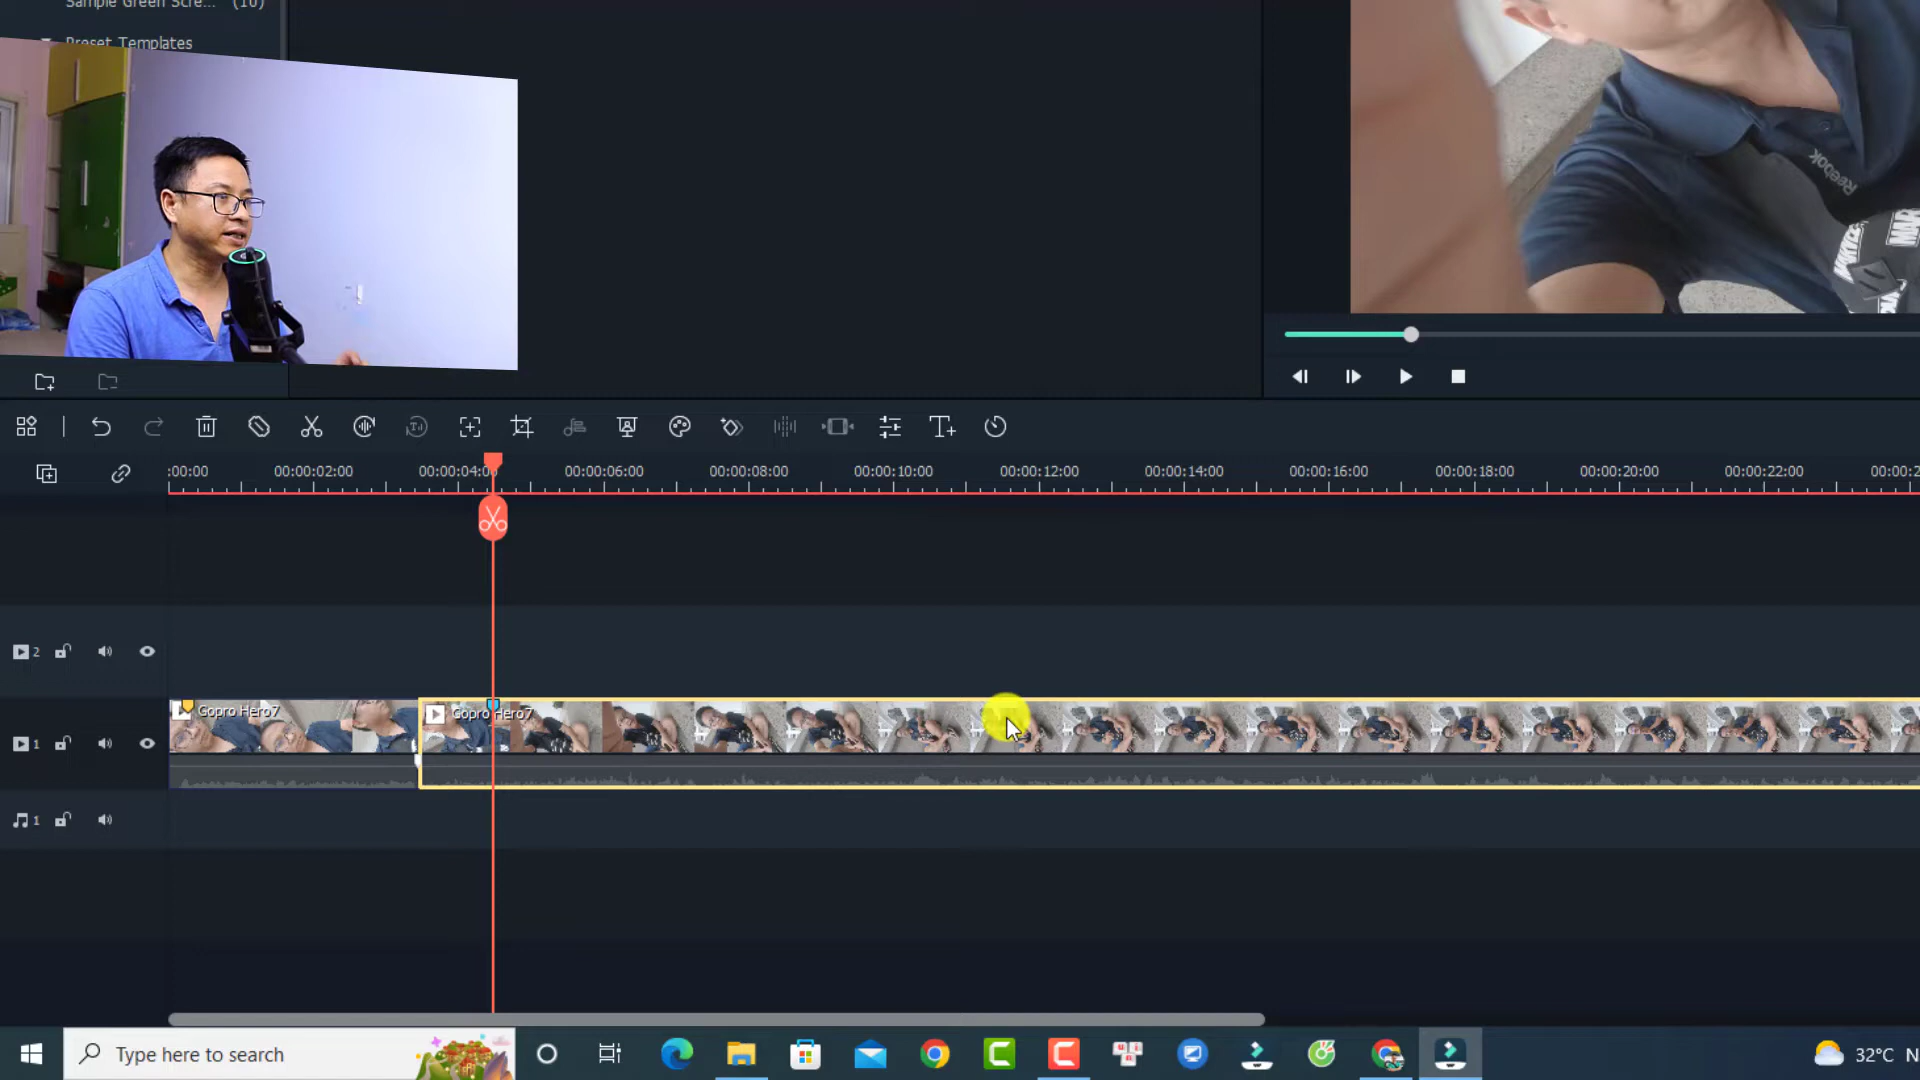 Sample Green Scre... (10)
Preset Templates
Reebok
:00:00
00:00:02:00
00:00:04:00
00:00:06:00
00:00:08:00
00:00:10:00
00:00:12:00
00:00:14:00
00:00:16:00
00:00:18:00
00:00:20:00
00:00:22:00
00:00:2
2
Gopro Hero7
Gopro Hero7
1
1
Type here to search
32°C N